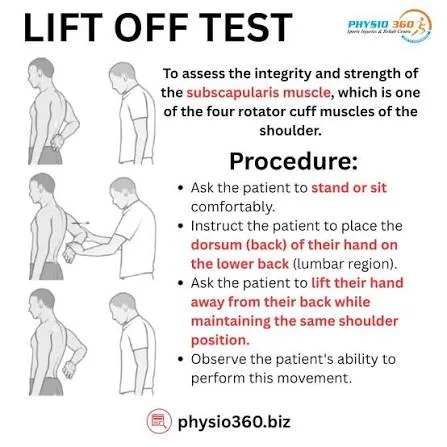 LIFT OFF TEST
PHYSIO 360
Sports Injuries & Rehab Centre
To assess the integrity and strength of
the subscapularis muscle, which is one
of the four rotator cuff muscles of the
shoulder.
Procedure:
• Ask the patient to stand or sit
comfortably.
• Instruct the patient to place the
dorsum (back) of their hand on
the lower back (lumbar region).
• Ask the patient to lift their hand
away from their back while
maintaining the same shoulder
position.
• Observe the patient's ability to
perform this movement.
physio360.biz